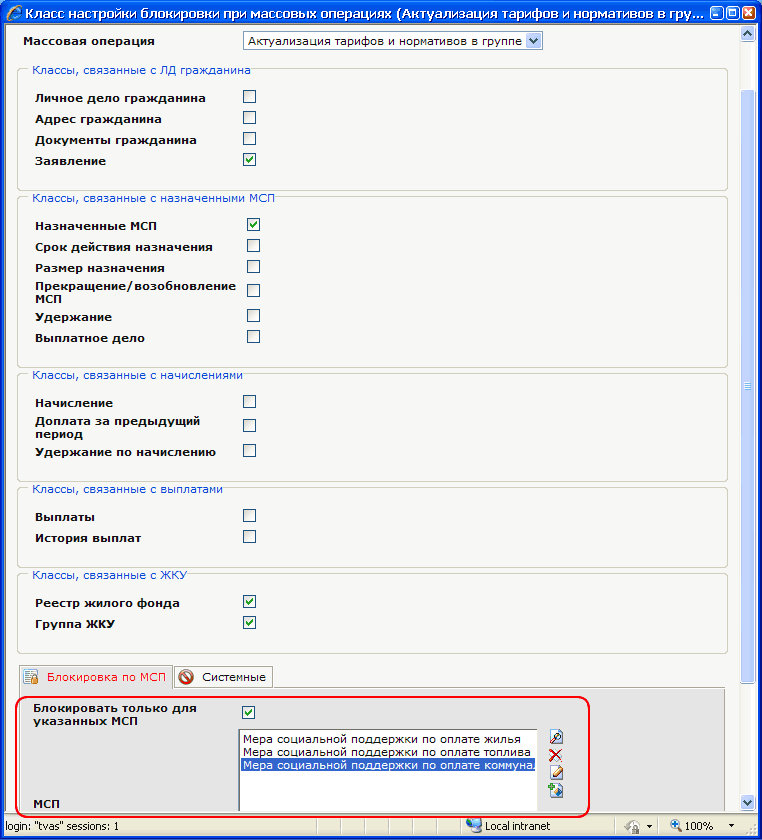 Класс настройки блокировки при массовых операциях (Актуализация тарифов и нормативов в гру...
Массовая операция
Актуализация тарифов и нормативов в группе
Классы, связанные с ЛД гражданина
Личное дело гражданина
Адрес гражданина
Документы гражданина
Заявление
Классы, связанные с назначенными МСП
Назначенные МСП
Срок действия назначения
Размер назначения
Прекращение/возобновление
МСП
Удержание
Выплатное дело
Классы, связанные с начислениями
Начисление
Доплата за предыдущий
период
Удержание по начислению
Классы, связанные с выплатами
Выплаты
История выплат
Классы, связанные с ЖКУ
Реестр жилого фонда
Группа ЖКУ
Блокировка по МСП
Системные
Блокировать только для
указанных МСП
Мера социальной поддержки по оплате жилья
Мера социальной поддержки по оплате топлива
Мера социальной поддержки по оплате коммунал
МСП
login: "tvas" sessions: 1
Local intranet
100%